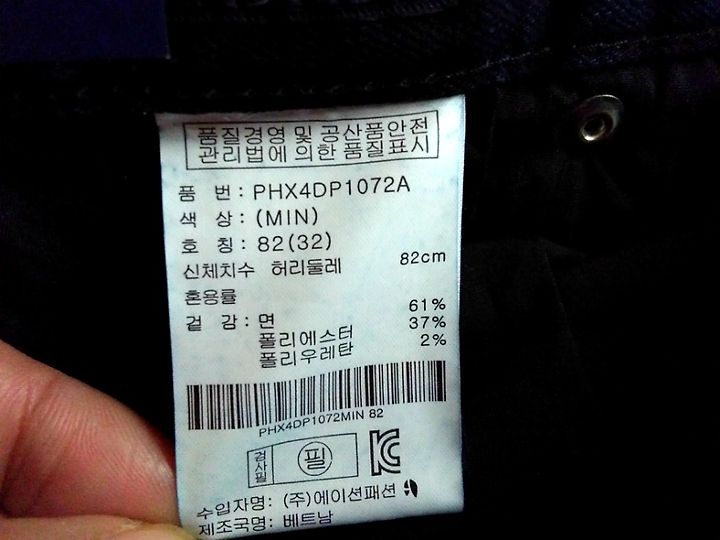 품질경영 및 공산품안전
관리법에 의한 품질표시
품 번: PHX4DP1072A
색 상: (MIN)
호 칭: 82(32)
신체치수 허리둘레 82cm
혼용률
겉 감: 면 61%
폴리에스터 37%
폴리우레탄 2%
PHX4DP1072MIN 82
검사필 필 KC
수입자명: (주)에이션패션
제조국명: 베트남